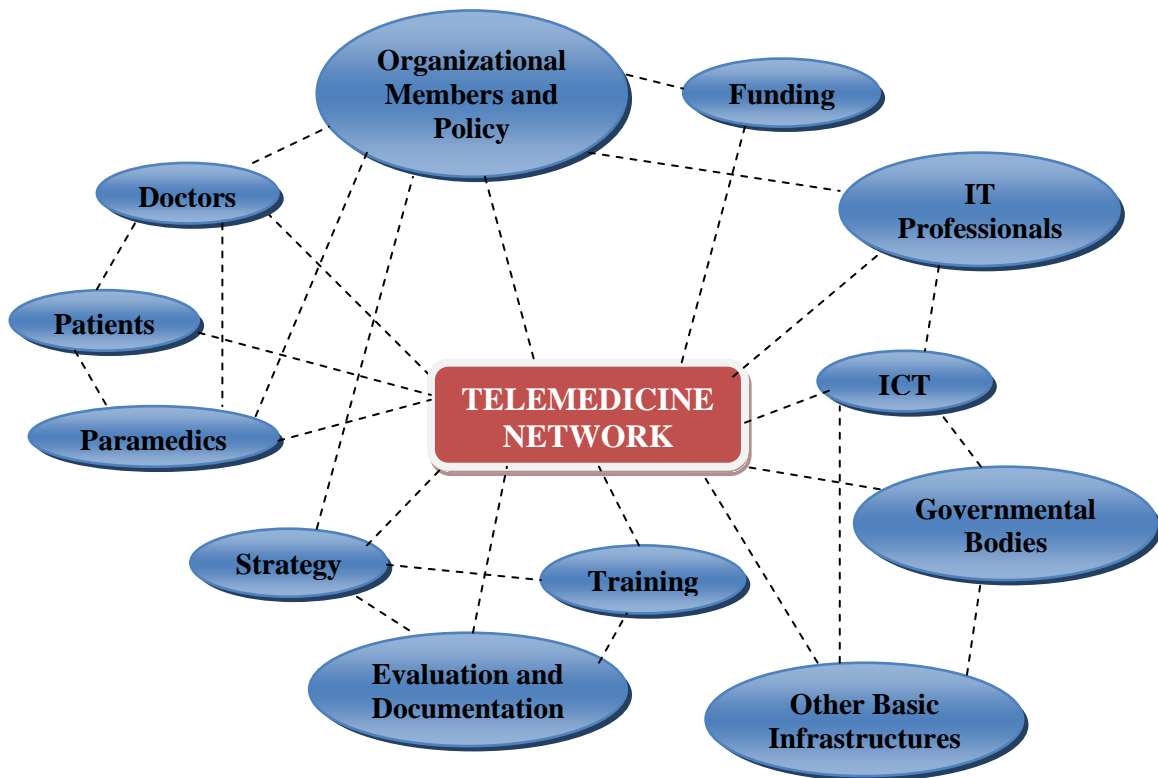 Organizational
Members and
Policy
Funding
Doctors
IT
Professionals
Patients
ICT
TELEMEDICINE
NETWORK
Paramedics
Governmental
Bodies
Strategy
Training
Evaluation and
Documentation
Other Basic
Infrastructures